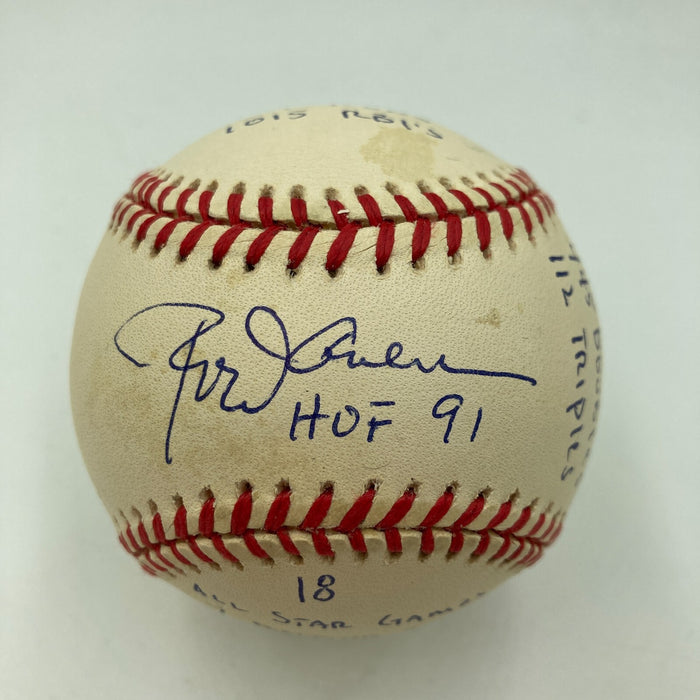 1015 RBI's
Rod Carew
HOF 91
112 TRIPLES
18
ALL STAR GAMES